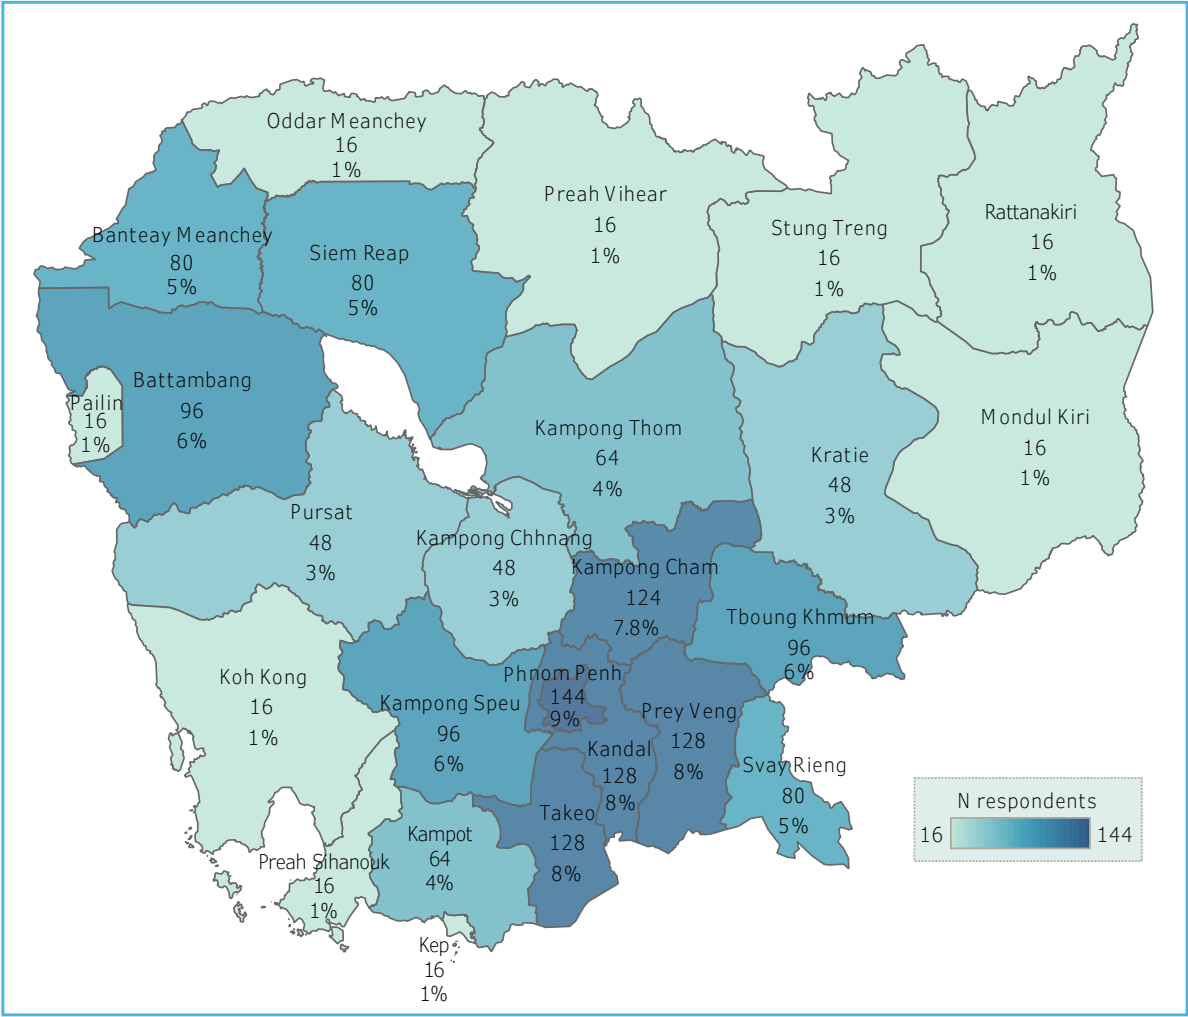 Oddar Meanchey
16
1%
Preah Vihear
16
1%
Stung Treng
16
1%
Rattanakiri
16
1%
Banteay Meanchey
80
5%
Siem Reap
80
5%
Battambang
96
6%
Pailin
16
1%
Kampong Thom
64
4%
Kratie
48
3%
Mondul Kiri
16
1%
Pursat
48
3%
Kampong Chhnang
48
3%
Kampong Cham
124
7.8%
Tboung Khmum
96
6%
Koh Kong
16
1%
Kampong Speu
96
6%
Phnom Penh
144
9%
Prey Veng
128
8%
Kandal
128
8%
Svay Rieng
80
5%
Takeo
128
8%
Kampot
64
4%
Preah Sihanouk
16
1%
Kep
16
1%
N respondents
16 144